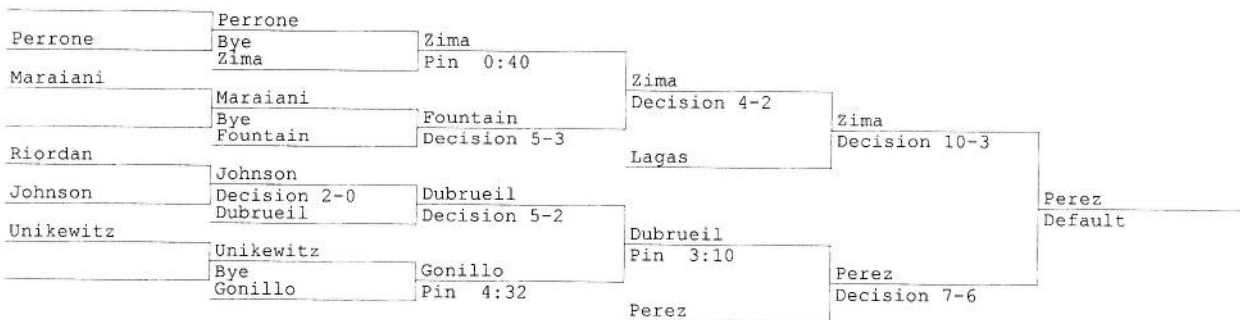 Perrone
Perrone
Bye
Zima
Zima
Pin 0:40
Maraiani
Maraiani
Bye
Fountain
Fountain
Decision 5-3
Zima
Decision 4-2
Lagas
Zima
Decision 10-3
Riordan
Johnson
Johnson
Decision 2-0
Dubrueil
Dubrueil
Decision 5-2
Unikewitz
Unikewitz
Bye
Gonillo
Gonillo
Pin 4:32
Dubrueil
Pin 3:10
Perez
Perez
Decision 7-6
Perez
Default